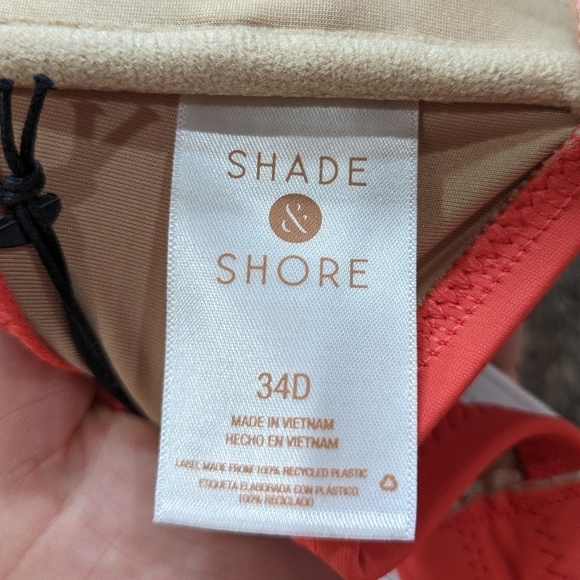 SHADE
&
SHORE
34D
MADE IN VIETNAM
HECHO EN VIETNAM
LABEL MADE FROM 100% RECYCLED PLASTIC
ETIQUETA ELABORADA CON PLÁSTICO
100% RECICLADO